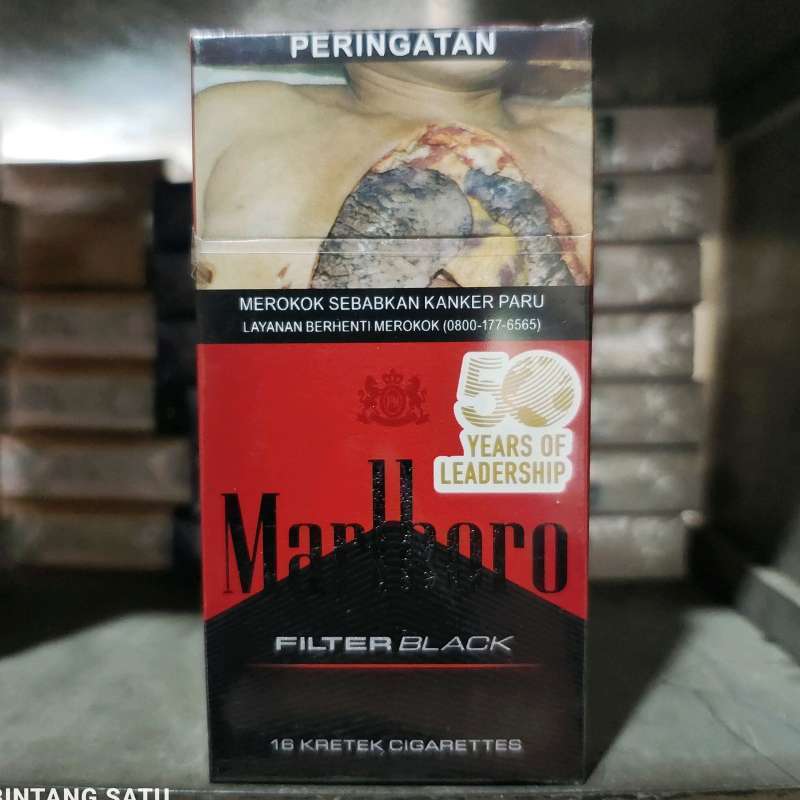 PERINGATAN
MEROKOK SEBABKAN KANKER PARU
LAYANAN BERHENTI MEROKOK (0800-177-6565)
50
YEARS OF
LEADERSHIP
Marlboro
FILTER BLACK
16 KRETEK CIGARETTES
BINTANG SATU